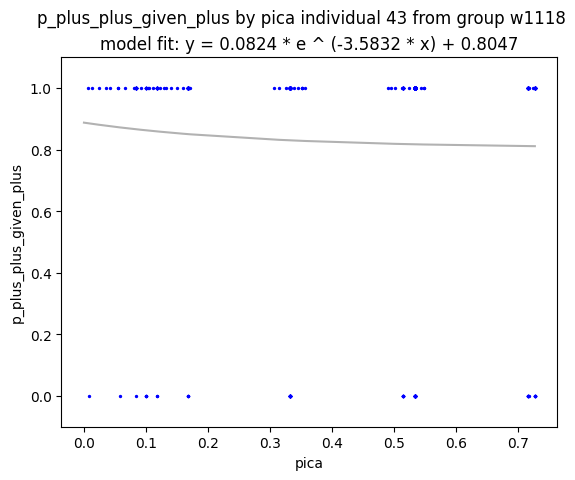 p_plus_plus_given_plus by pica individual 43 from group w1118
model fit: y = 0.0824 * e ^ (-3.5832 * x) + 0.8047
p_plus_plus_given_plus
1.0
0.8
0.6
0.4
0.2
0.0
0.0 0.1 0.2 0.3 0.4 0.5 0.6 0.7
pica